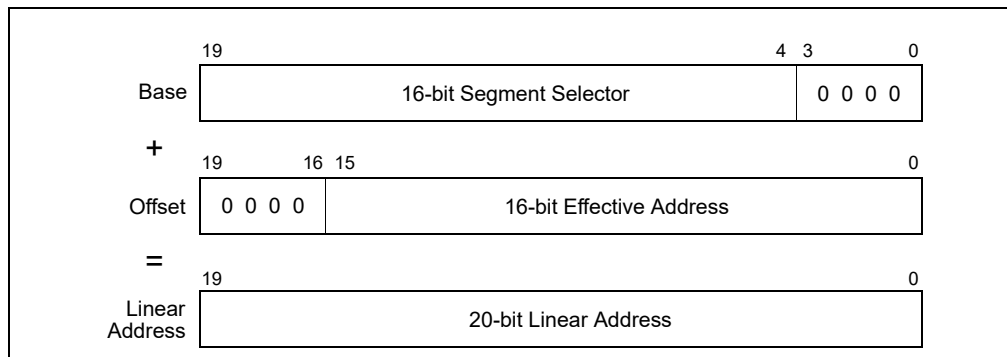 19 4 3 0
Base 16-bit Segment Selector 0 0 0 0
+
19 16 15 0
Offset 0 0 0 0 16-bit Effective Address
=
19 0
Linear
Address 20-bit Linear Address